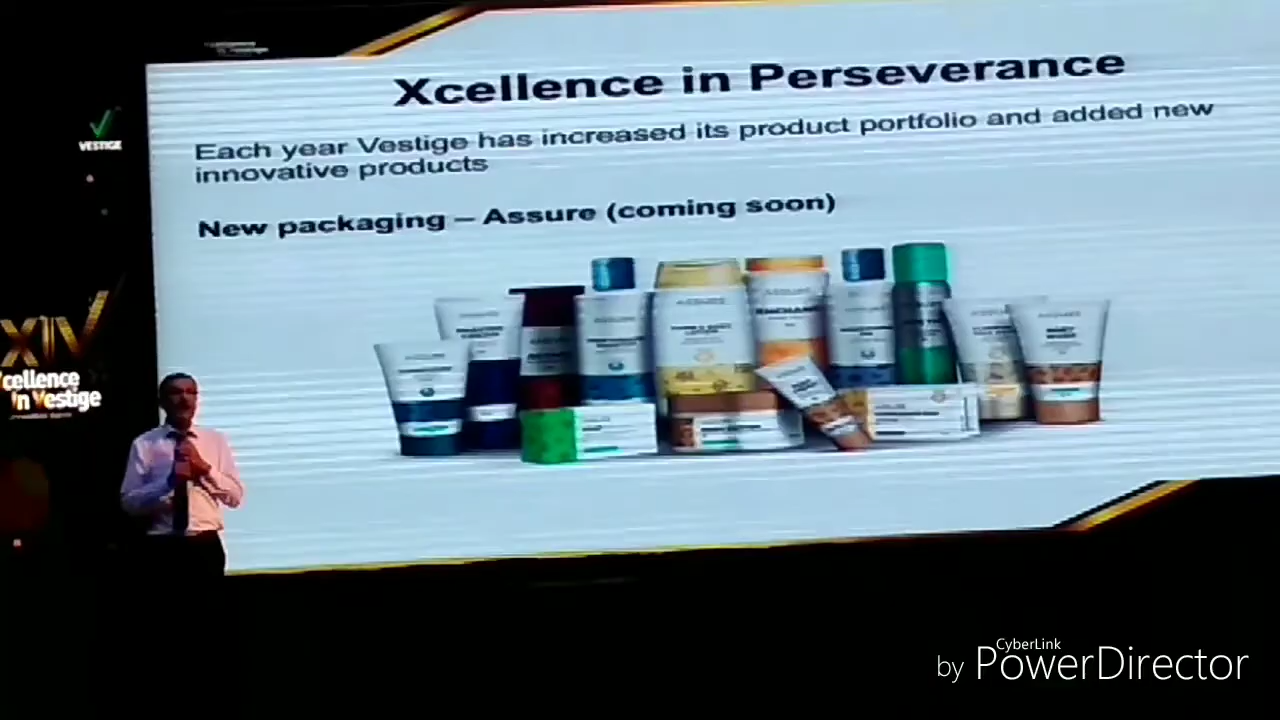 Xcellence in Perseverance
Each year Vestige has increased its product portfolio and added new
innovative products
New packaging – Assure (coming soon)
VESTIGE
XIV
Xcellence
in Vestige
ASSURE
CyberLink
by PowerDirector